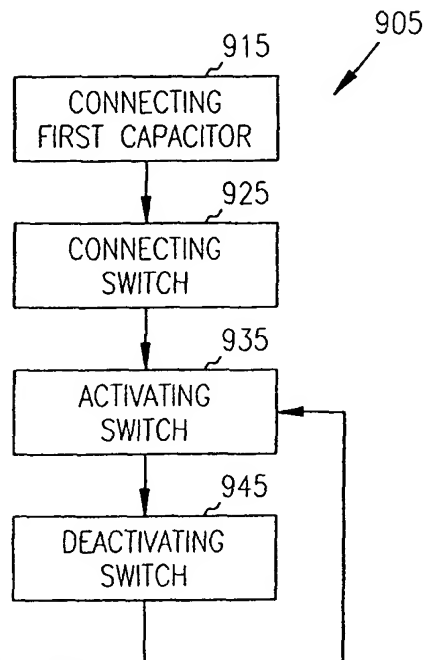 905
915
CONNECTING
FIRST CAPACITOR
925
CONNECTING
SWITCH
935
ACTIVATING
SWITCH
945
DEACTIVATING
SWITCH